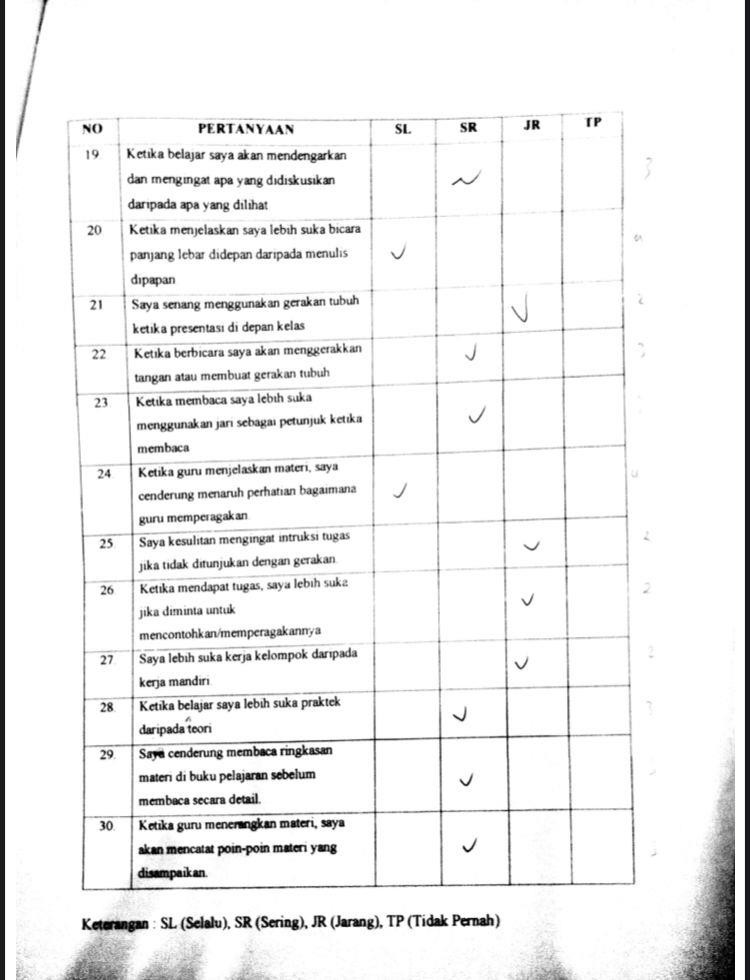 NO PERTANYAAN SL SR JR TP
19 Ketika belajar saya akan mendengarkan
dan mengingat apa yang didiskusikan ✓ 3
daripada apa yang dilihat
20 Ketika menjelaskan saya lebih suka bicara
panjang lebar didepan daripada menulis ✓
dipapan
21 Saya senang menggunakan gerakan tubuh ✓ 2
ketika presentasi di depan kelas
22 Ketika berbicara saya akan menggerakkan ✓ 3
tangan atau membuat gerakan tubuh
23 Ketika membaca saya lebih suka
menggunakan jari sebagai petunjuk ketika ✓
membaca
24 Ketika guru menjelaskan materi, saya
cenderung menaruh perhatian bagaimana ✓
guru memperagakan
25 Saya kesulitan mengingat intruksi tugas ✓ 2
jika tidak ditunjukan dengan gerakan.
26 Ketika mendapat tugas, saya lebih suka ✓ 2
jika diminta untuk
mencontohkan/memperagakannya
27. Saya lebih suka kerja kelompok daripada ✓ 2
kerja mandiri
28. Ketika belajar saya lebih suka praktek ✓ 3
daripada teori
29. Saya cenderung membaca ringkasan
materi di buku pelajaran sebelum ✓
membaca secara detail.
30. Ketika guru menerangkan materi, saya
akan mencatat poin-poin materi yang ✓
disampaikan.
Keterangan : SL (Selalu), SR (Sering), JR (Jarang), TP (Tidak Pernah)